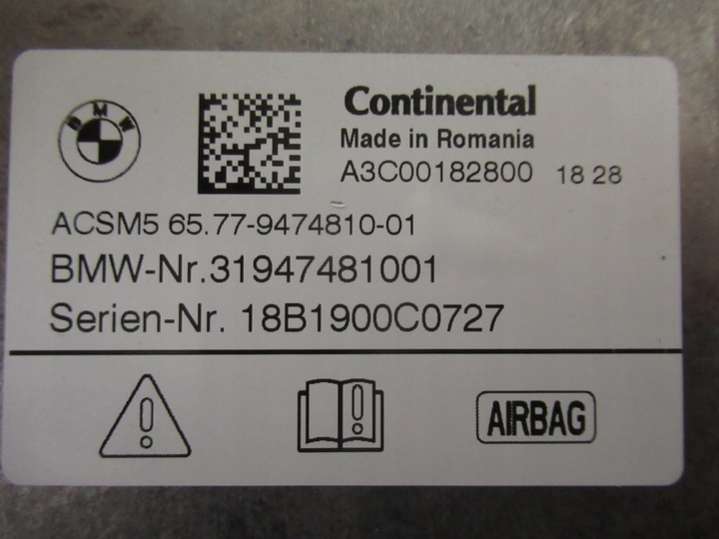 BMW
Continental
Made in Romania
A3C00182800 18 28
ACSM5 65.77-9474810-01
BMW-Nr.31947481001
Serien-Nr. 18B1900C0727
AIRBAG